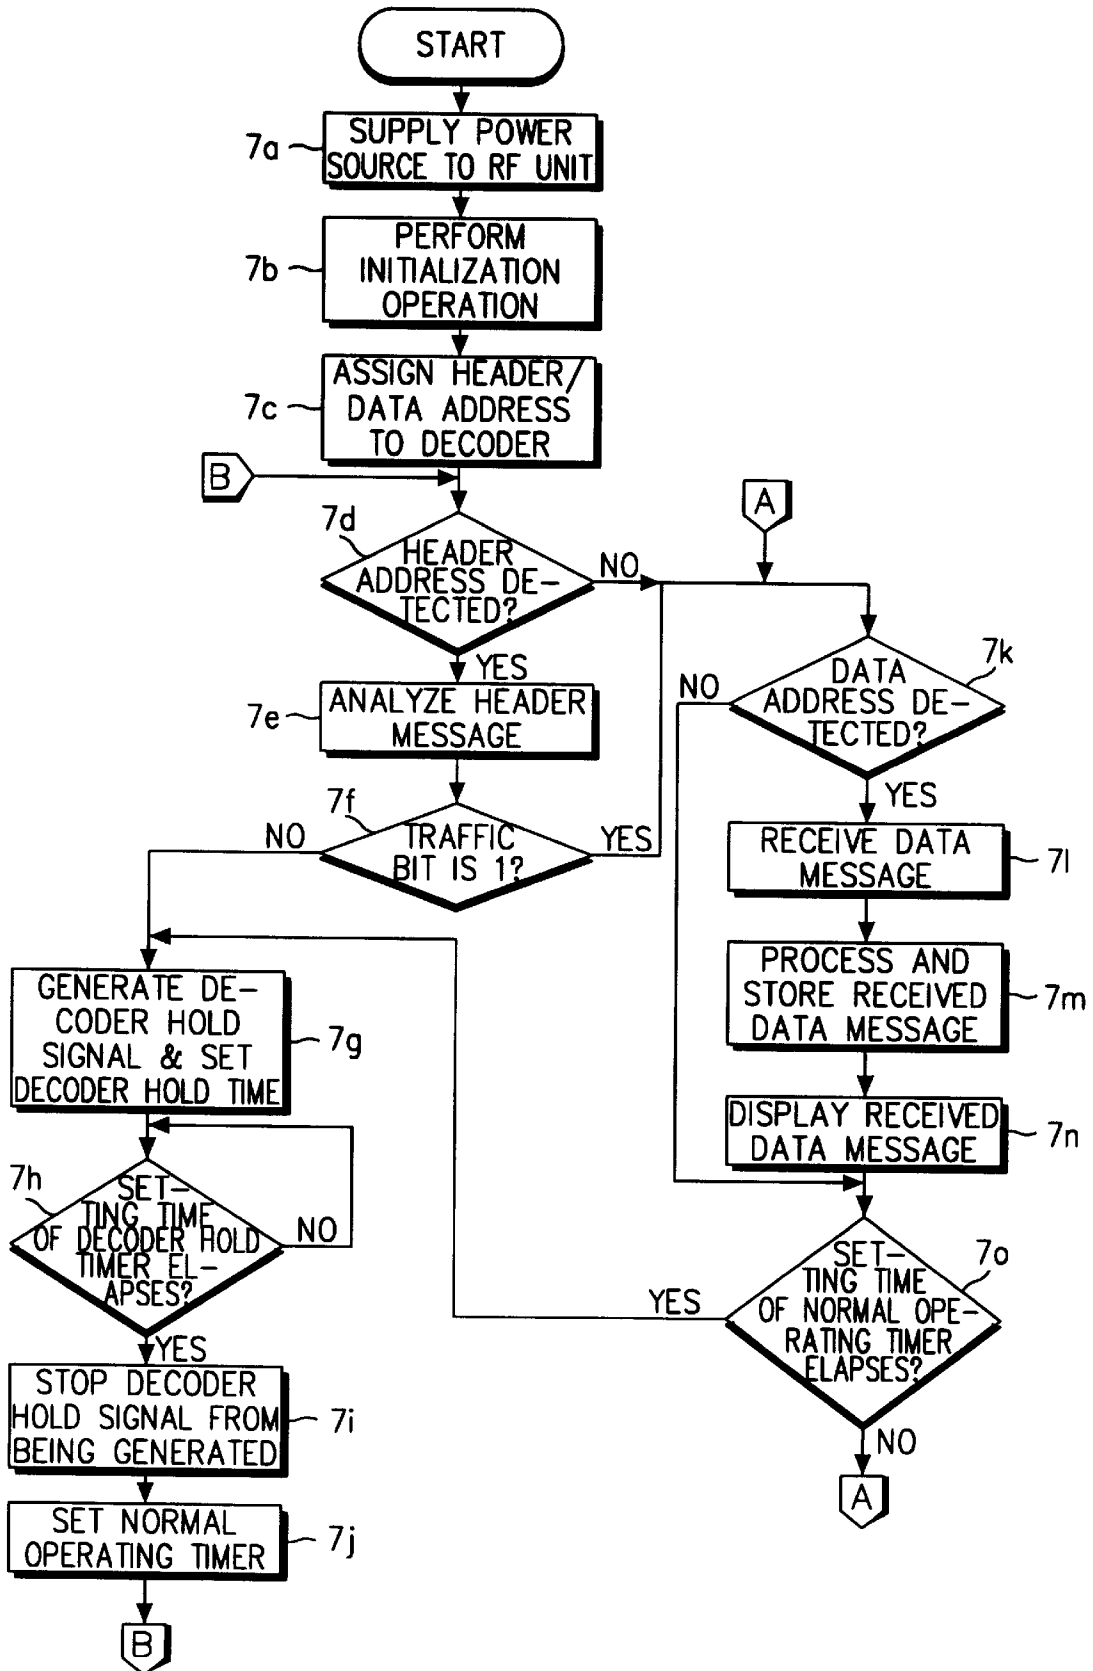 START
7a
SUPPLY POWER
SOURCE TO RF UNIT
7b
PERFORM
INITIALIZATION
OPERATION
7c
ASSIGN HEADER/
DATA ADDRESS
TO DECODER
B
A
7d
HEADER
ADDRESS DE-
TECTED?
NO
YES
7e
ANALYZE HEADER
MESSAGE
7f
TRAFFIC
BIT IS 1?
NO
YES
7g
GENERATE DE-
CODER HOLD
SIGNAL & SET
DECODER HOLD TIME
7h
SET-
TING TIME
OF DECODER HOLD
TIMER EL-
APSES?
NO
YES
7i
STOP DECODER
HOLD SIGNAL FROM
BEING GENERATED
7j
SET NORMAL
OPERATING TIMER
B
7k
DATA
ADDRESS DE-
TECTED?
NO
YES
7l
RECEIVE DATA
MESSAGE
7m
PROCESS AND
STORE RECEIVED
DATA MESSAGE
7n
DISPLAY RECEIVED
DATA MESSAGE
7o
SET-
TING TIME
OF NORMAL OPE-
RATING TIMER
ELAPSES?
YES
NO
A